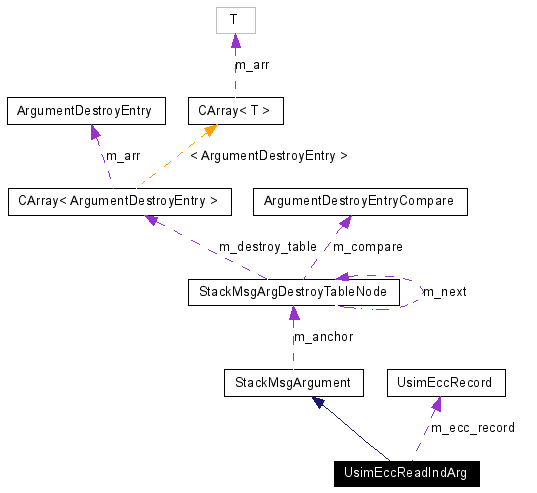 T
m_arr
ArgumentDestroyEntry
CArray< T >
m_arr
< ArgumentDestroyEntry >
CArray< ArgumentDestroyEntry >
ArgumentDestroyEntryCompare
m_destroy_table
m_compare
StackMsgArgDestroyTableNode
m_next
m_anchor
StackMsgArgument
UsimEccRecord
m_ecc_record
UsimEccReadIndArg